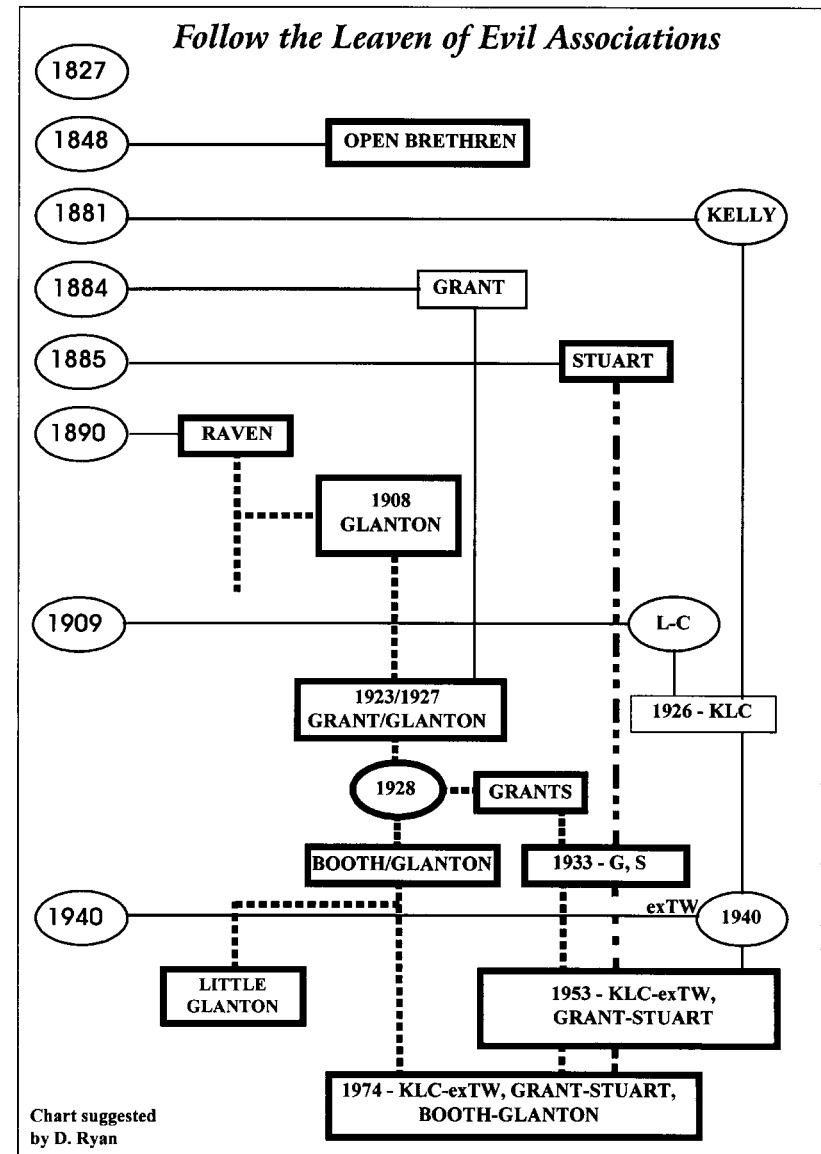 Follow the Leaven of Evil Associations
1827
1848
OPEN BRETHREN
1881
KELLY
1884
GRANT
1885
STUART
1890
RAVEN
1908
GLANTON
1909
L-C
1923/1927
GRANT/GLANTON
1926 - KLC
1928
GRANTS
BOOTH/GLANTON
1933 - G, S
1940
exTW
1940
LITTLE
GLANTON
1953 - KLC-exTW,
GRANT-STUART
1974 - KLC-exTW, GRANT-STUART,
BOOTH-GLANTON
Chart suggested
by D. Ryan